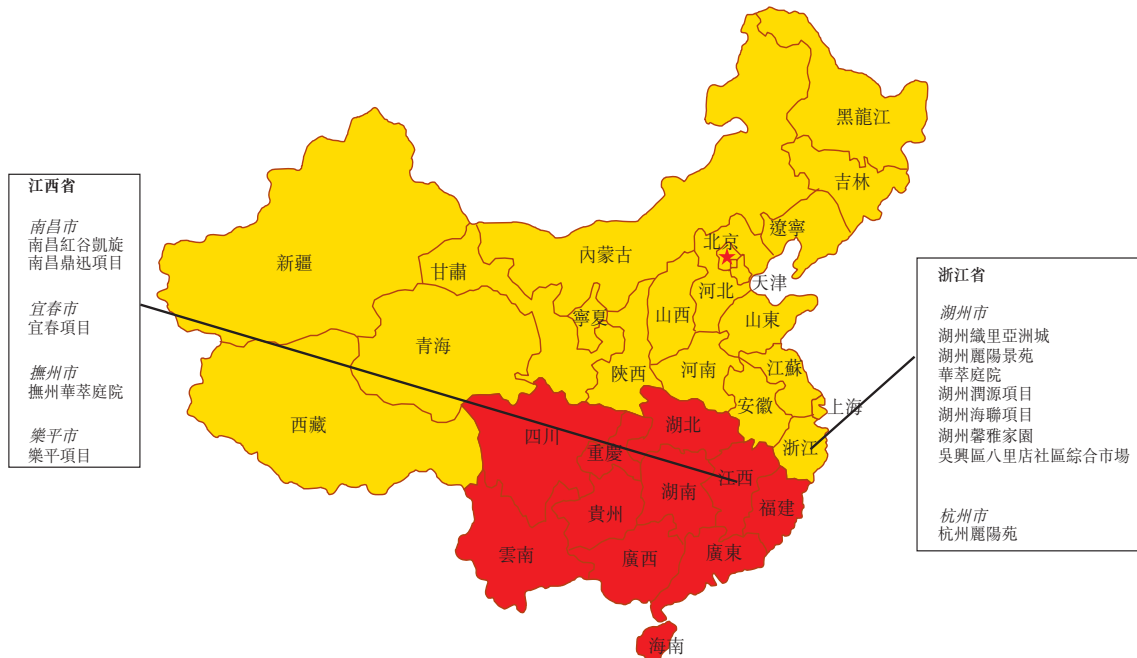 江西省
南昌市
南昌紅谷凱旋
南昌鼎迅項目
宜春市
宜春項目
撫州市
撫州華萃庭院
樂平市
樂平項目
黑龍江
吉林
遼寧
北京
內蒙古
新疆
甘肅
天津
河北
山西
山東
寧夏
青海
陝西
河南
江蘇
安徽
上海
西藏
湖北
四川
重慶
浙江
江西
湖南
福建
貴州
雲南
廣西
廣東
海南
浙江省
湖州市
湖州織里亞洲城
湖州麗陽景苑
華萃庭院
湖州潤源項目
湖州海聯項目
湖州馨雅家園
吳興區八里店社區綜合市場
杭州市
杭州麗陽苑